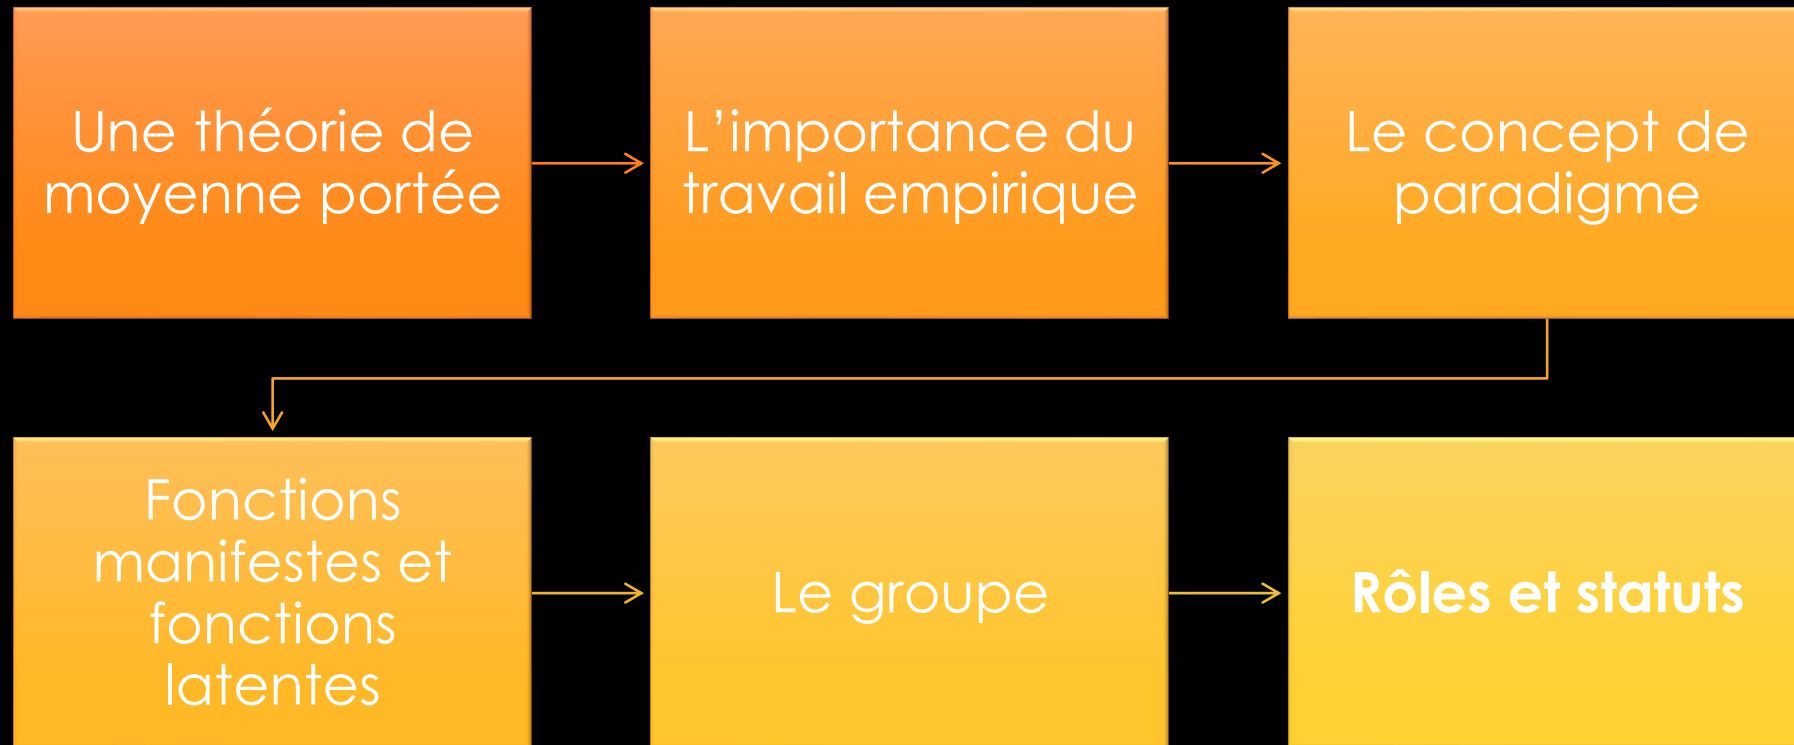 Une théorie de
moyenne portée
L’importance du
travail empirique
Le concept de
paradigme
Fonctions
manifestes et
fonctions
latentes
Le groupe
Rôles et statuts